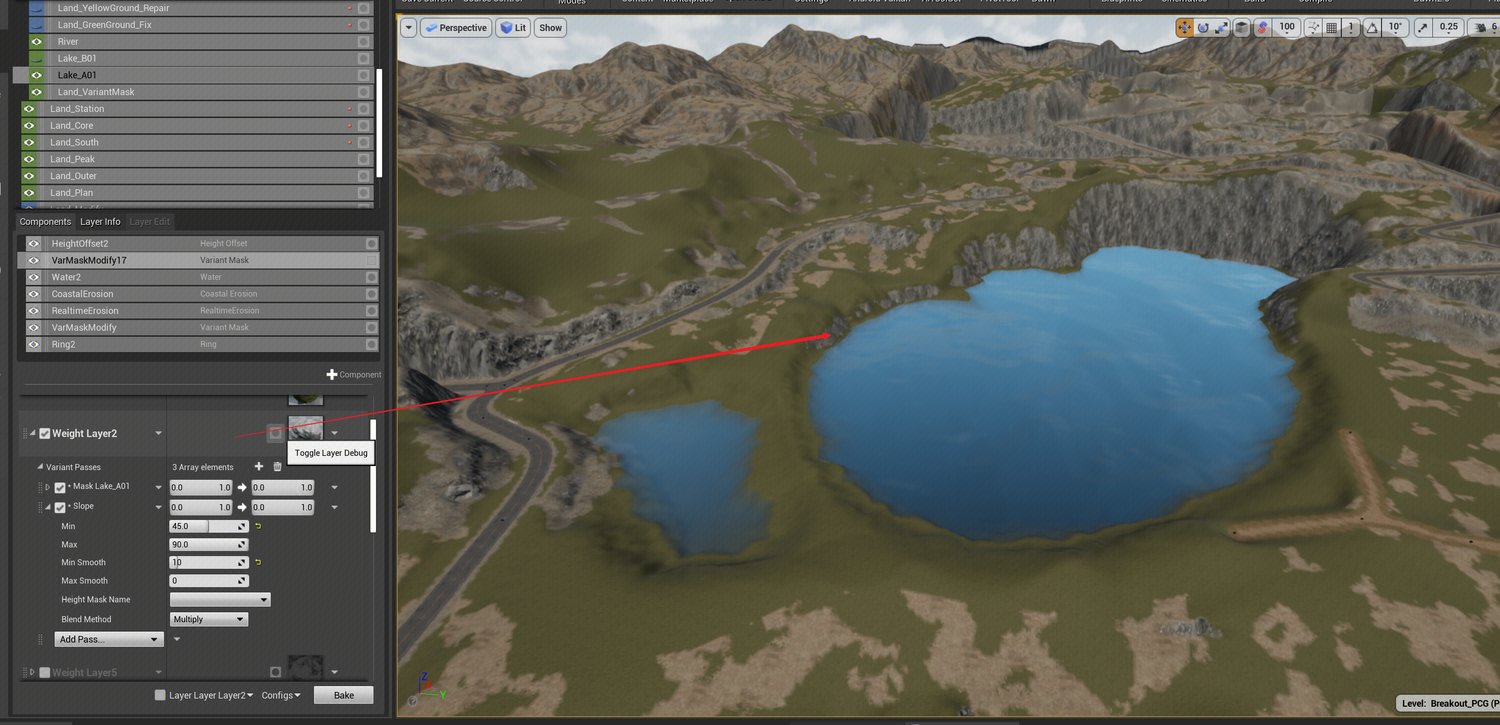 Modes
Land_YellowGround_Repair
Land_GreenGround_Fix
River
Lake_B01
Lake_A01
Land_VariantMask
Land_Station
Land_Core
Land_South
Land_Peak
Land_Outer
Land_Plan
Components Layer Info Layer Edit
HeightOffset2 Height Offset
VarMaskModify17 Variant Mask
Water2 Water
CoastalErosion Coastal Erosion
RealtimeErosion RealtimeErosion
VarMaskModify Variant Mask
Ring2 Ring
Component
Weight Layer2
Toggle Layer Debug
Variant Passes 3 Array elements
* Mask Lake_A01 0.0 1.0 0.0 1.0
* Slope 0.0 1.0 0.0 1.0
Min 45.0
Max 90.0
Min Smooth 10
Max Smooth 0
Height Mask Name
Blend Method Multiply
Add Pass...
Weight Layer5
Layer Layer Layer2 Configs Bake
Perspective Lit Show
100 10° 0.25 6
Z
Y
Level: Breakout_PCG (P